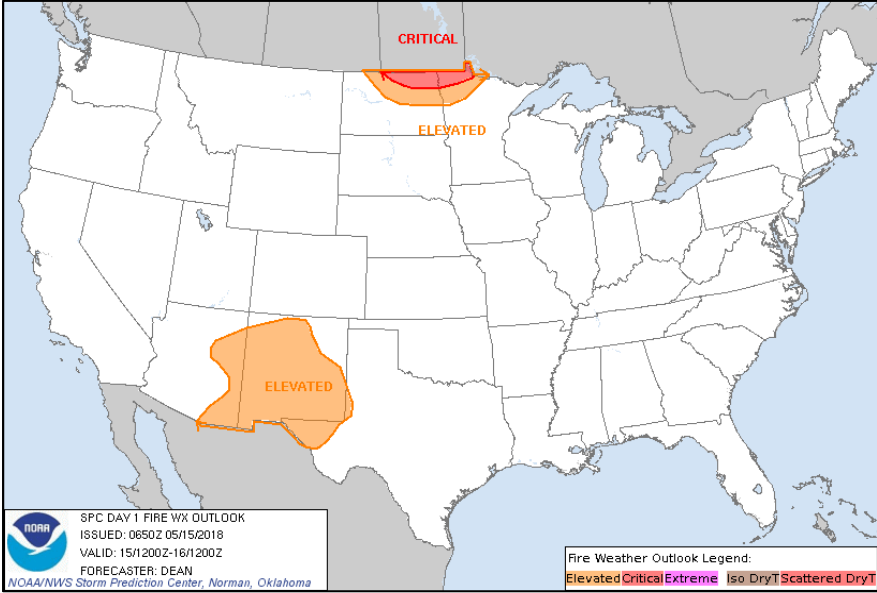 CRITICAL
ELEVATED
ELEVATED
NOAA
SPC DAY 1 FIRE WX OUTLOOK
ISSUED: 0650Z 05/15/2018
VALID: 15/1200Z-16/1200Z
FORECASTER: DEAN
NOAA/NWS Storm Prediction Center, Norman, Oklahoma
Fire Weather Outlook Legend:
Elevated Critical Extreme Iso DryT Scattered DryT